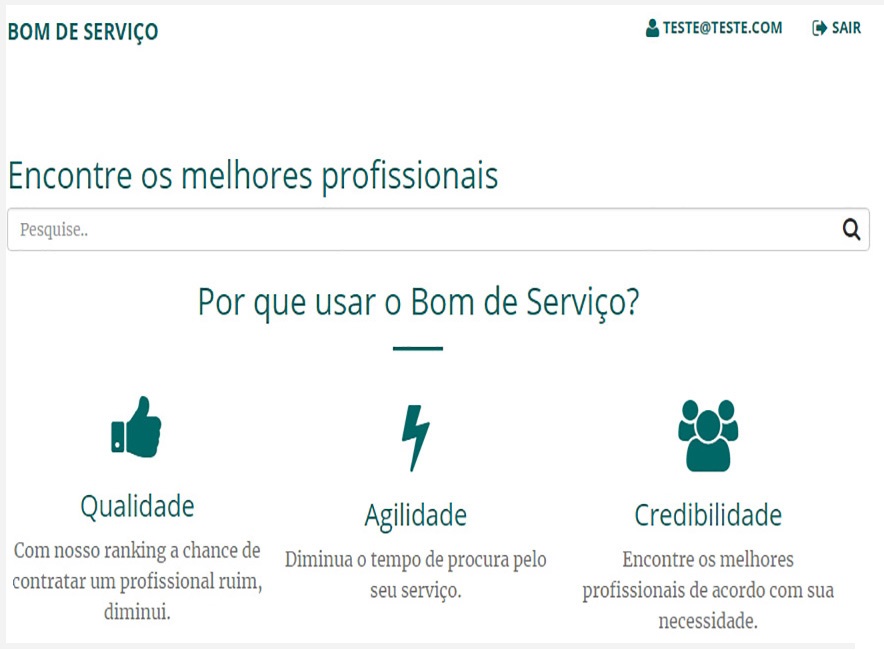 BOM DE SERVIÇO
TESTE@TESTE.COM SAIR
Encontre os melhores profissionais
Pesquise..
Por que usar o Bom de Serviço?
Qualidade
Com nosso ranking a chance de
contratar um profissional ruim,
diminui.
Agilidade
Diminua o tempo de procura pelo
seu serviço.
Credibilidade
Encontre os melhores
profissionais de acordo com sua
necessidade.